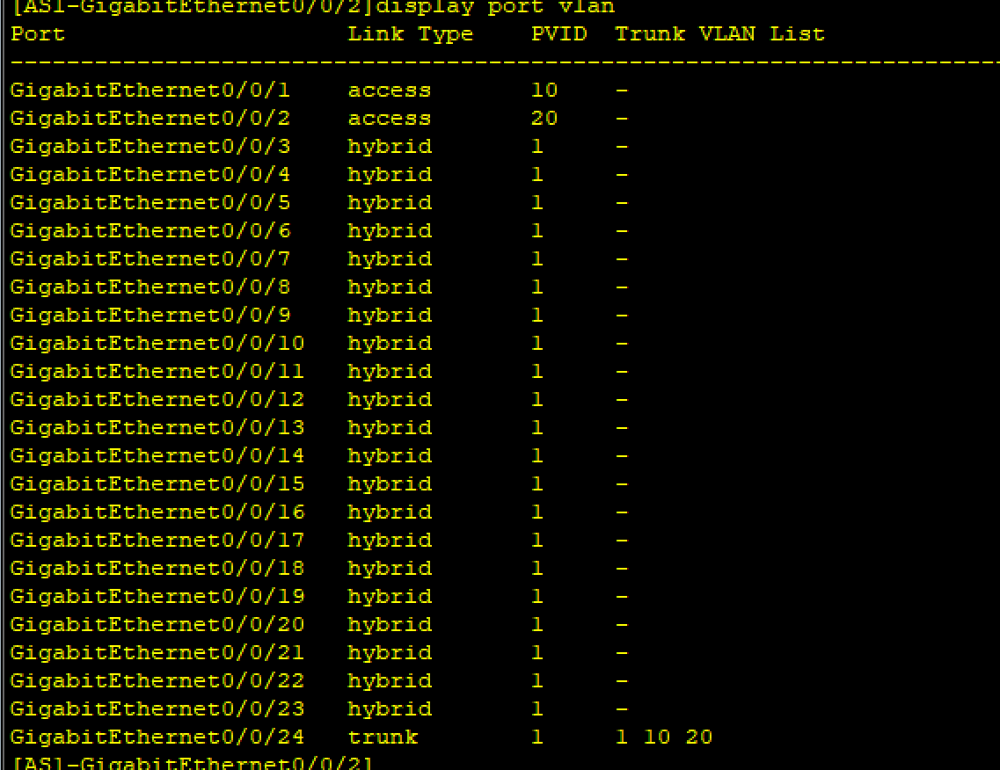 [AS1-GigabitEthernet0/0/2]display port vlan
Port                    Link Type    PVID  Trunk VLAN List
-----------------------------------------------------------------------
GigabitEthernet0/0/1    access       10    -
GigabitEthernet0/0/2    access       20    -
GigabitEthernet0/0/3    hybrid       1     -
GigabitEthernet0/0/4    hybrid       1     -
GigabitEthernet0/0/5    hybrid       1     -
GigabitEthernet0/0/6    hybrid       1     -
GigabitEthernet0/0/7    hybrid       1     -
GigabitEthernet0/0/8    hybrid       1     -
GigabitEthernet0/0/9    hybrid       1     -
GigabitEthernet0/0/10   hybrid       1     -
GigabitEthernet0/0/11   hybrid       1     -
GigabitEthernet0/0/12   hybrid       1     -
GigabitEthernet0/0/13   hybrid       1     -
GigabitEthernet0/0/14   hybrid       1     -
GigabitEthernet0/0/15   hybrid       1     -
GigabitEthernet0/0/16   hybrid       1     -
GigabitEthernet0/0/17   hybrid       1     -
GigabitEthernet0/0/18   hybrid       1     -
GigabitEthernet0/0/19   hybrid       1     -
GigabitEthernet0/0/20   hybrid       1     -
GigabitEthernet0/0/21   hybrid       1     -
GigabitEthernet0/0/22   hybrid       1     -
GigabitEthernet0/0/23   hybrid       1     -
GigabitEthernet0/0/24   trunk        1     1 10 20
[AS1-GigabitEthernet0/0/2]